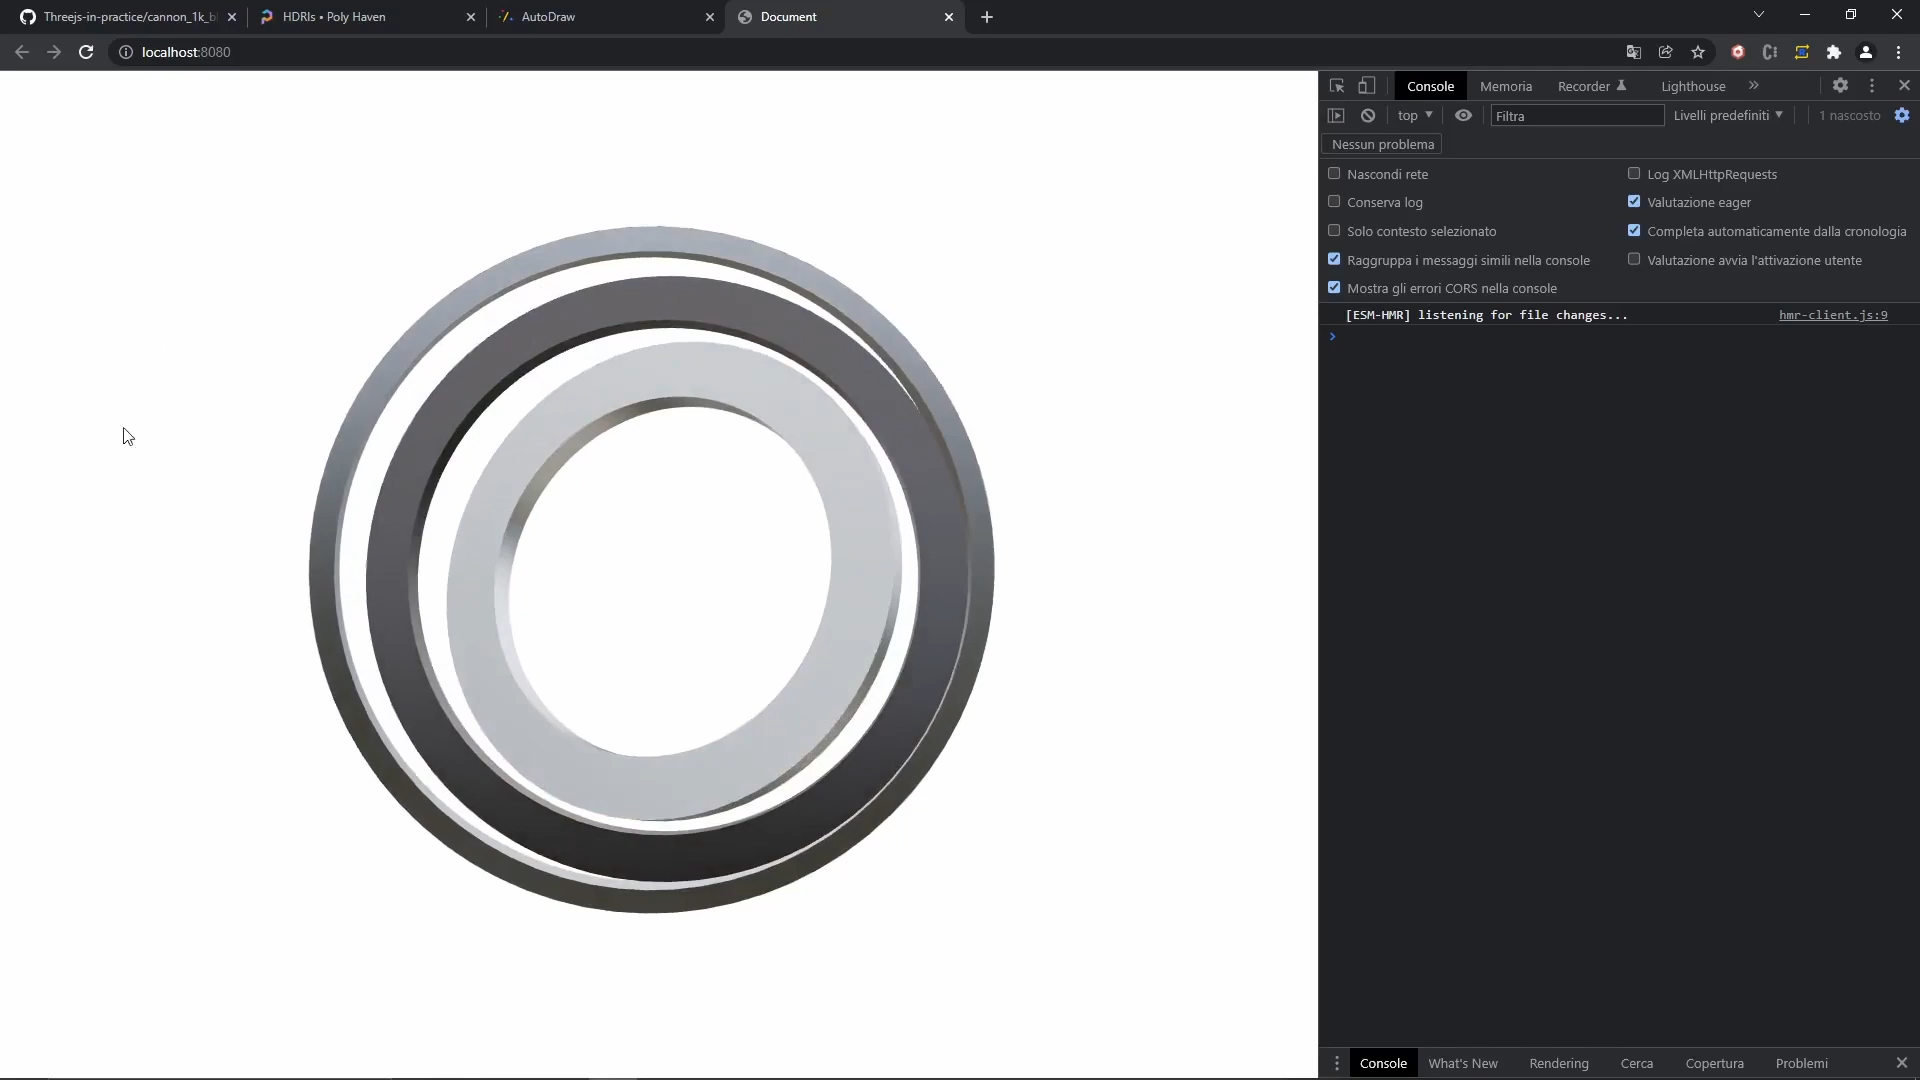 Threejs-in-practice/cannon_1k_b
HDRIs • Poly Haven
AutoDraw
Document
localhost:8080
Console
Memoria
Recorder
Lighthouse
top
Filtra
Livelli predefiniti
1 nascosto
Nessun problema
Nascondi rete
Log XMLHttpRequests
Conserva log
Valutazione eager
Solo contesto selezionato
Completa automaticamente dalla cronologia
Raggruppa i messaggi simili nella console
Valutazione avvia l'attivazione utente
Mostra gli errori CORS nella console
[ESM-HMR] listening for file changes...
hmr-client.js:9
Console
What's New
Rendering
Cerca
Copertura
Problemi